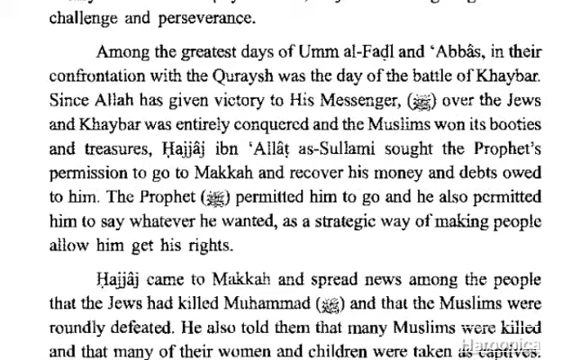 challenge and perseverance.
Among the greatest days of Umm al-Faḍl and ‘Abbâs, in their
confrontation with the Quraysh was the day of the battle of Khaybar.
Since Allah has given victory to His Messenger, (ﷺ) over the Jews
and Khaybar was entirely conquered and the Muslims won its booties
and treasures, Ḥajjâj ibn ‘Allâṭ as-Sullami sought the Prophet’s
permission to go to Makkah and recover his money and debts owed
to him. The Prophet (ﷺ) permitted him to go and he also permitted
him to say whatever he wanted, as a strategic way of making people
allow him get his rights.
Ḥajjâj came to Makkah and spread news among the people
that the Jews had killed Muhammad (ﷺ) and that the Muslims were
roundly defeated. He also told them that many Muslims were killed
and that many of their women and children were taken as captives.
Haroonica